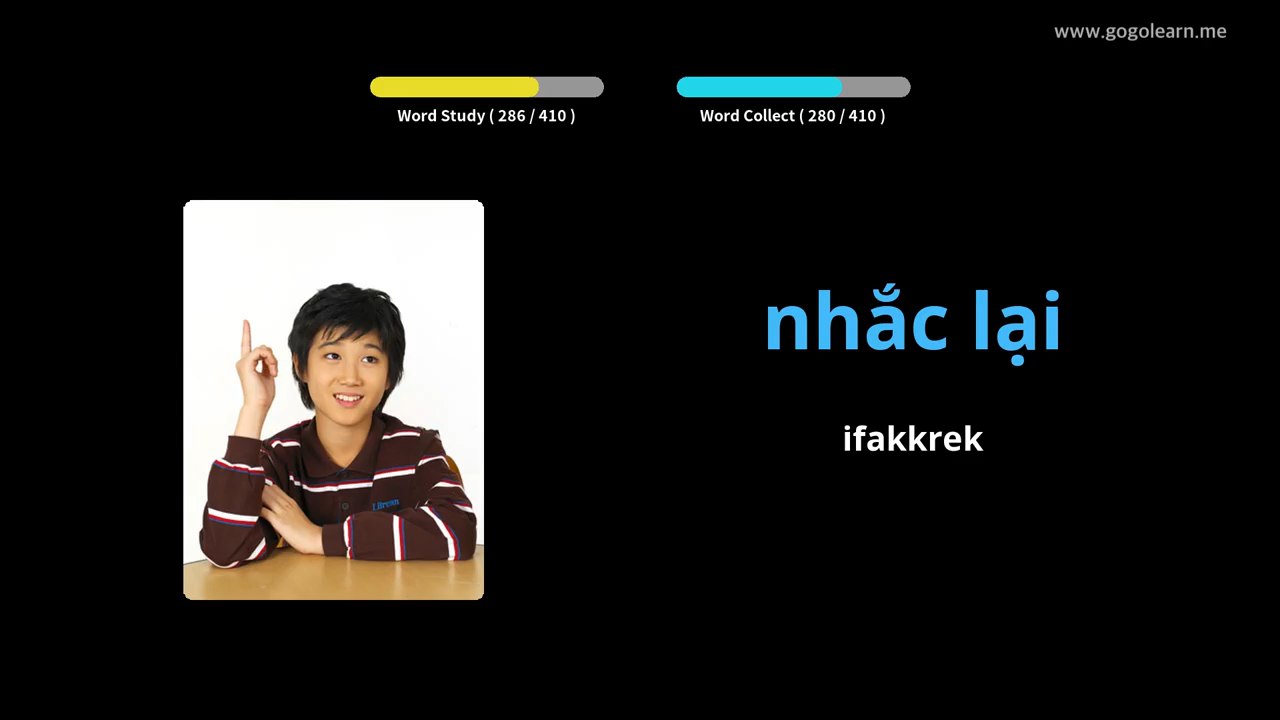 www.gogolearn.me
Word Study ( 286 / 410 )
Word Collect ( 280 / 410 )
nhắc lại
ifakkrek